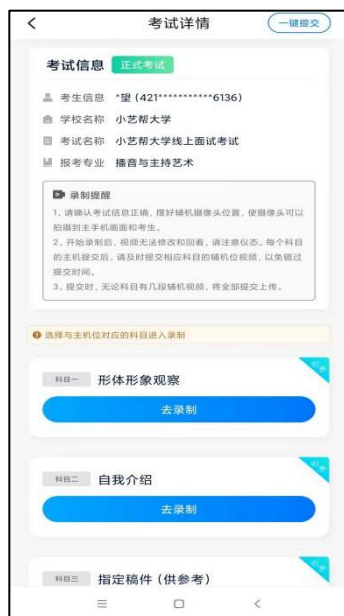 考试详情
一键提交
考试信息 正式考试
考生信息 *望 (421***********6136)
学校名称 小艺帮大学
考试名称 小艺帮大学线上面试考试
报考专业 播音与主持艺术
录制提醒
1、请确认考试信息正确，摆好辅机摄像头位置，使摄像头可以
拍摄到主手机画面和考生。
2、开始录制后，视频无法修改和回看，请注意仪态。每个科目
的主机提交后，请及时提交相应科目的辅机位视频，以免错过
提交时间。
3、提交时，无论科目有几段辅机视频，将全部提交上传。
选择与主机位对应的科目进入录制
必考
科目一 形体形象观察
去录制
必考
科目二 自我介绍
去录制
必考
科目三 指定稿件 (供参考)